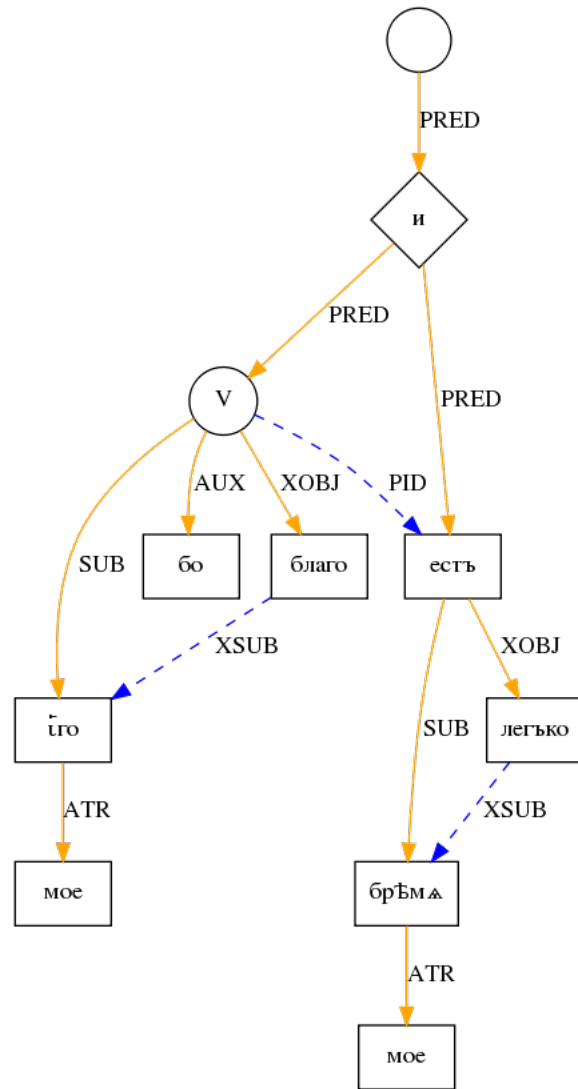 PRED
и
PRED
PRED
V
AUX XOBJ PID
SUB
бо благо естъ
XSUB XOBJ
SUB
ꙇ҅го легъко
ATR XSUB
мое брѣмѧ
ATR
мое